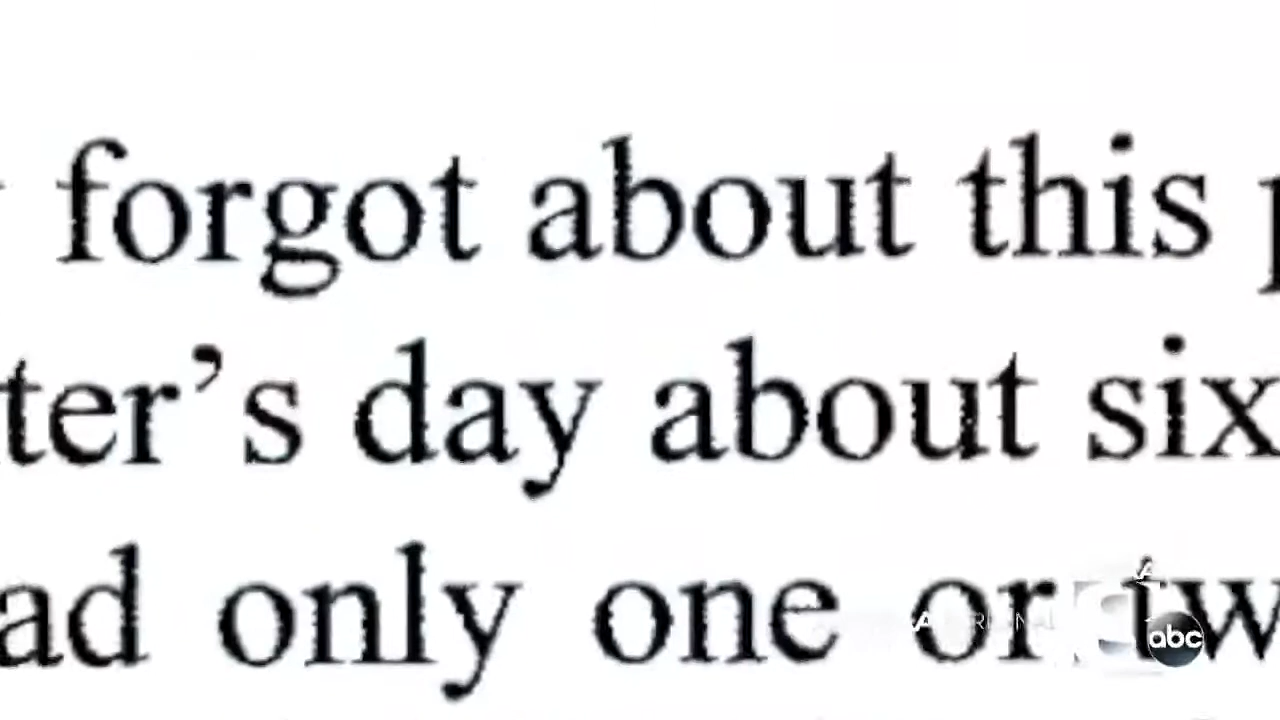 forgot about this p
ter’s day about six
ad only one or tw
abc